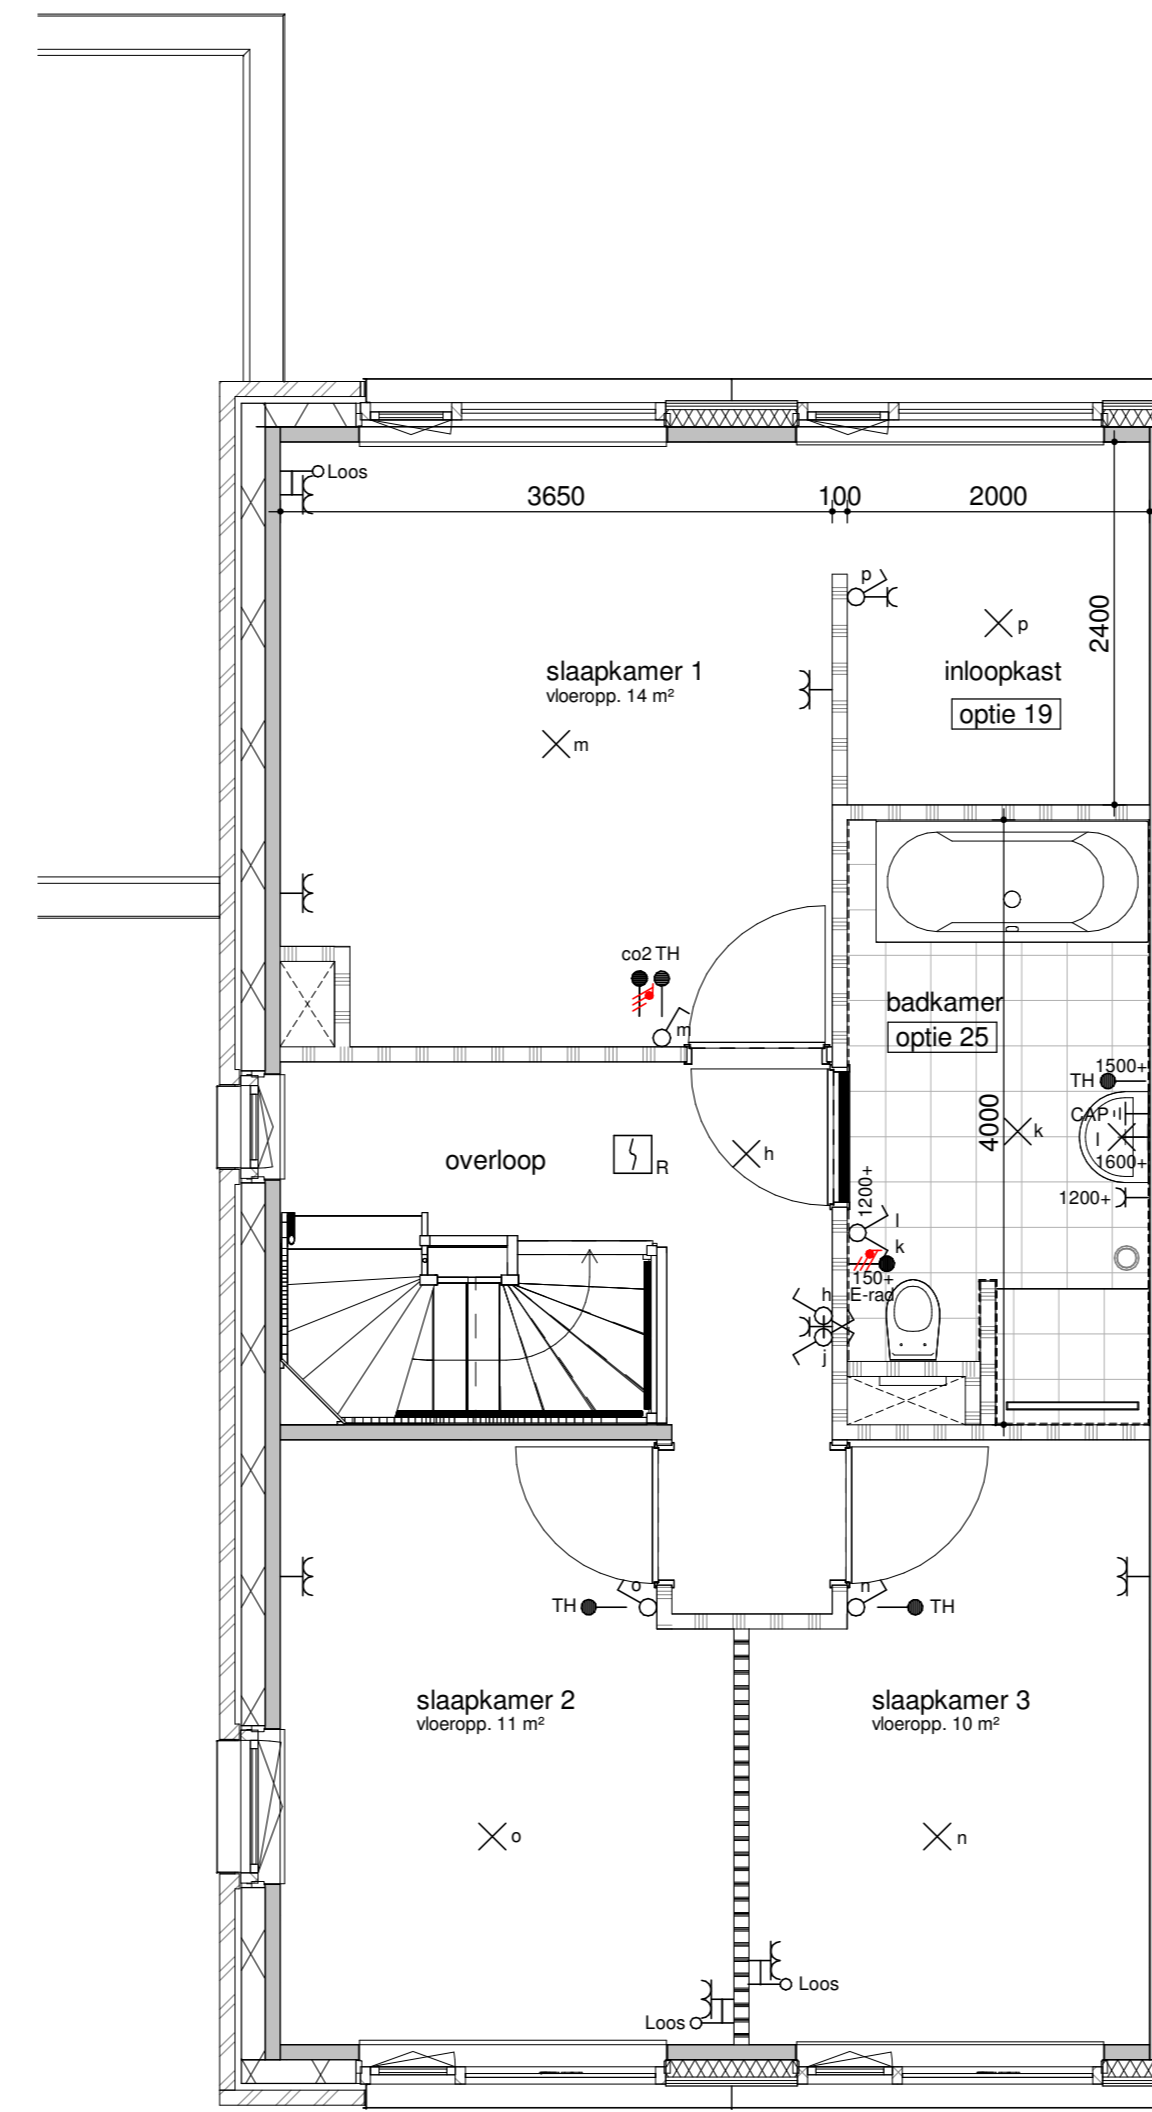 Loos
3650
100
2000
p
p
2400
slaapkamer 1
vloeropp. 14 m²
inloopkast
optie 19
m
co2 TH
m
badkamer
optie 25
1500+
TH
CAP
4000
k
l
1600+
h
overloop
R
1200+
1200+
l
k
150+
E-rad
h
j
o
n
TH
TH
slaapkamer 2
vloeropp. 11 m²
slaapkamer 3
vloeropp. 10 m²
o
n
Loos
Loos